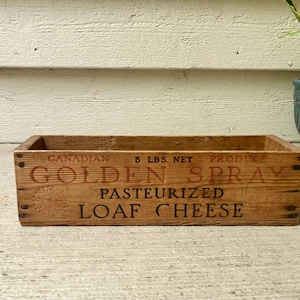 CANADIAN 5 LBS. NET PRODUCE
GOLDEN SPRAY
PASTEURIZED
LOAF CHEESE